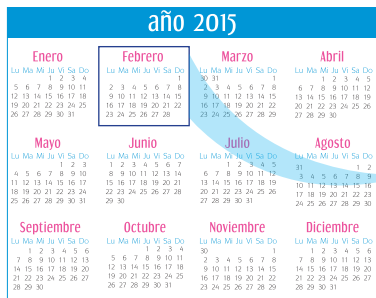 año 2015
Enero
Lu Ma Mi Ju Vi Sa Do
1 2 3 4
5 6 7 8 9 10 11
12 13 14 15 16 17 18
19 20 21 22 23 24 25
26 27 28 29 30 31
Febrero
Lu Ma Mi Ju Vi Sa Do
1
2 3 4 5 6 7 8
9 10 11 12 13 14 15
16 17 18 19 20 21 22
23 24 25 26 27 28
Marzo
Lu Ma Mi Ju Vi Sa Do
30 31 1
2 3 4 5 6 7 8
9 10 11 12 13 14 15
16 17 18 19 20 21 22
23 24 25 26 27 28 29
Abril
Lu Ma Mi Ju Vi Sa Do
1 2 3 4 5
6 7 8 9 10 11 12
13 14 15 16 17 18 19
20 21 22 23 24 25 26
27 28 29 30
Mayo
Lu Ma Mi Ju Vi Sa Do
1 2 3
4 5 6 7 8 9 10
11 12 13 14 15 16 17
18 19 20 21 22 23 24
25 26 27 28 29 30 31
Junio
Lu Ma Mi Ju Vi Sa Do
1 2 3 4 5 6 7
8 9 10 11 12 13 14
15 16 17 18 19 20 21
22 23 24 25 26 27 28
29 30
Julio
Lu Ma Mi Ju Vi Sa Do
1 2 3 4 5
6 7 8 9 10 11 12
13 14 15 16 17 18 19
20 21 22 23 24 25 26
27 28 29 30 31
Agosto
Lu Ma Mi Ju Vi Sa Do
31 1 2
3 4 5 6 7 8 9
10 11 12 13 14 15 16
17 18 19 20 21 22 23
24 25 26 27 28 29 30
Septiembre
Lu Ma Mi Ju Vi Sa Do
1 2 3 4 5 6
7 8 9 10 11 12 13
14 15 16 17 18 19 20
21 22 23 24 25 26 27
28 29 30
Octubre
Lu Ma Mi Ju Vi Sa Do
1 2 3 4
5 6 7 8 9 10 11
12 13 14 15 16 17 18
19 20 21 22 23 24 25
26 27 28 29 30 31
Noviembre
Lu Ma Mi Ju Vi Sa Do
30 1
2 3 4 5 6 7 8
9 10 11 12 13 14 15
16 17 18 19 20 21 22
23 24 25 26 27 28 29
Diciembre
Lu Ma Mi Ju Vi Sa Do
1 2 3 4 5 6
7 8 9 10 11 12 13
14 15 16 17 18 19 20
21 22 23 24 25 26 27
28 29 30 31